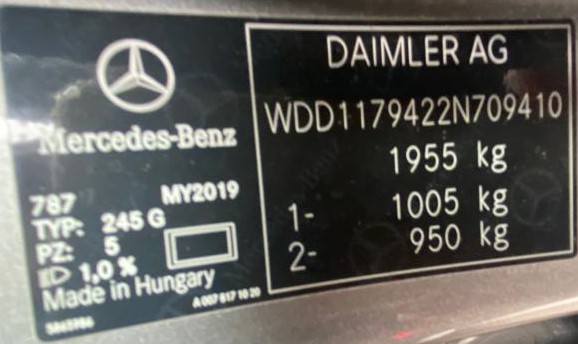 Mercedes-Benz
787 MY2019
TYP: 245 G
PZ: 5
1,0 %
Made in Hungary
A 007 817 10 20
DAIMLER AG
WDD1179422N709410
1955 kg
1- 1005 kg
2- 950 kg